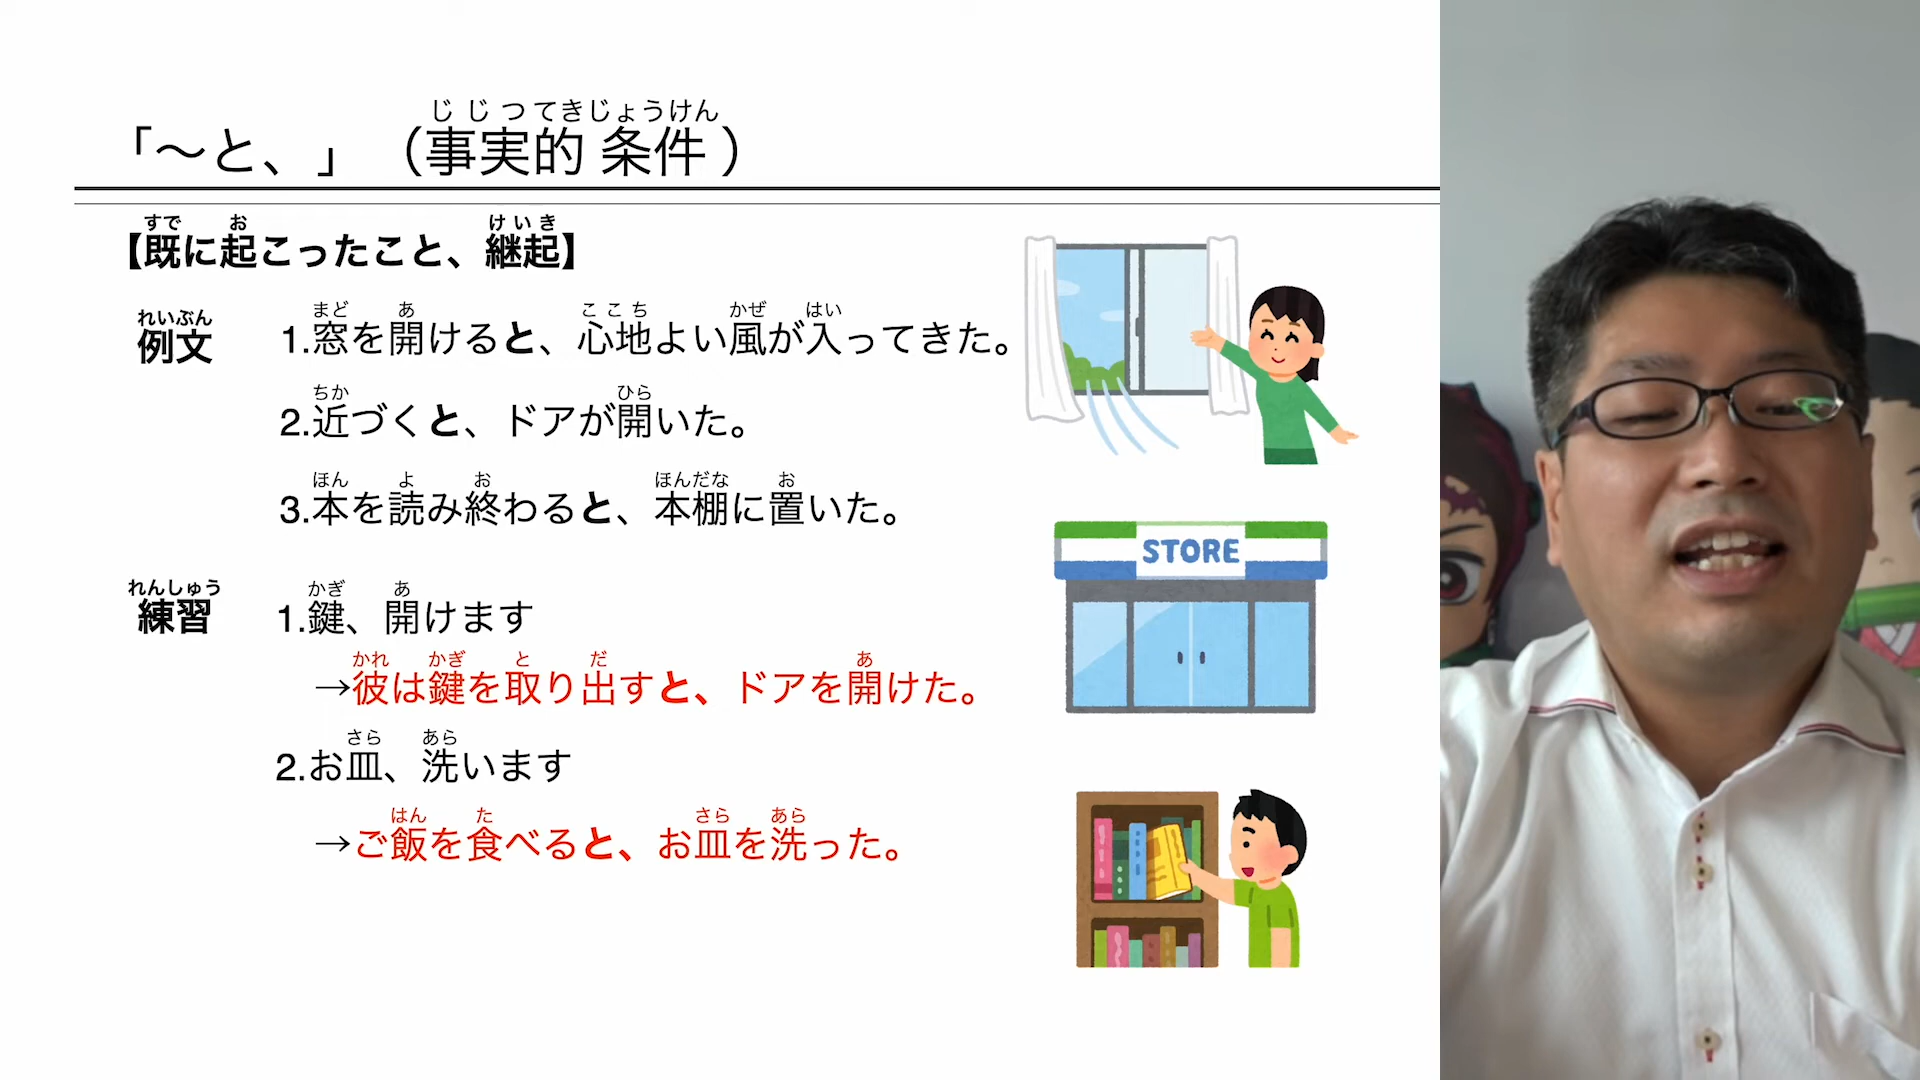 じじつてきじょうけん
「～と、」（事実的 条件）
すで お けいき
【既に起こったこと、継起】
れいぶん
例文
まど あ ここち かぜ はい
1.窓を開けると、心地よい風が入ってきた。
ちか ひら
2.近づくと、ドアが開いた。
ほん よ お ほんだな お
3.本を読み終わると、本棚に置いた。
れんしゅう
練習
かぎ あ
1.鍵、開けます
かれ かぎ と だ あ
→彼は鍵を取り出すと、ドアを開けた。
さら あら
2.お皿、洗います
はん た さら あら
→ご飯を食べると、お皿を洗った。
STORE